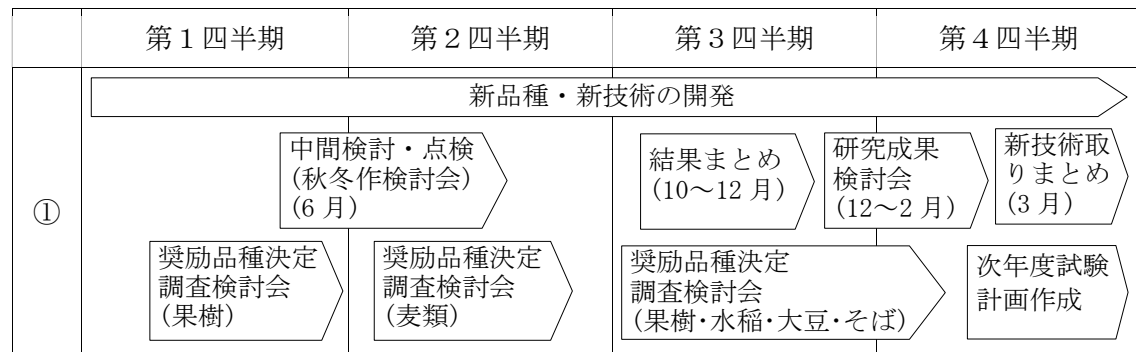 第１四半期
第２四半期
第３四半期
第４四半期
①
新品種・新技術の開発
中間検討・点検
(秋冬作検討会)
(6 月)
結果まとめ
(10～12 月)
研究成果
検討会
(12～2 月)
新技術取
りまとめ
(3 月)
奨励品種決定
調査検討会
(果樹)
奨励品種決定
調査検討会
(麦類)
奨励品種決定
調査検討会
(果樹・水稲・大豆・そば)
次年度試験
計画作成